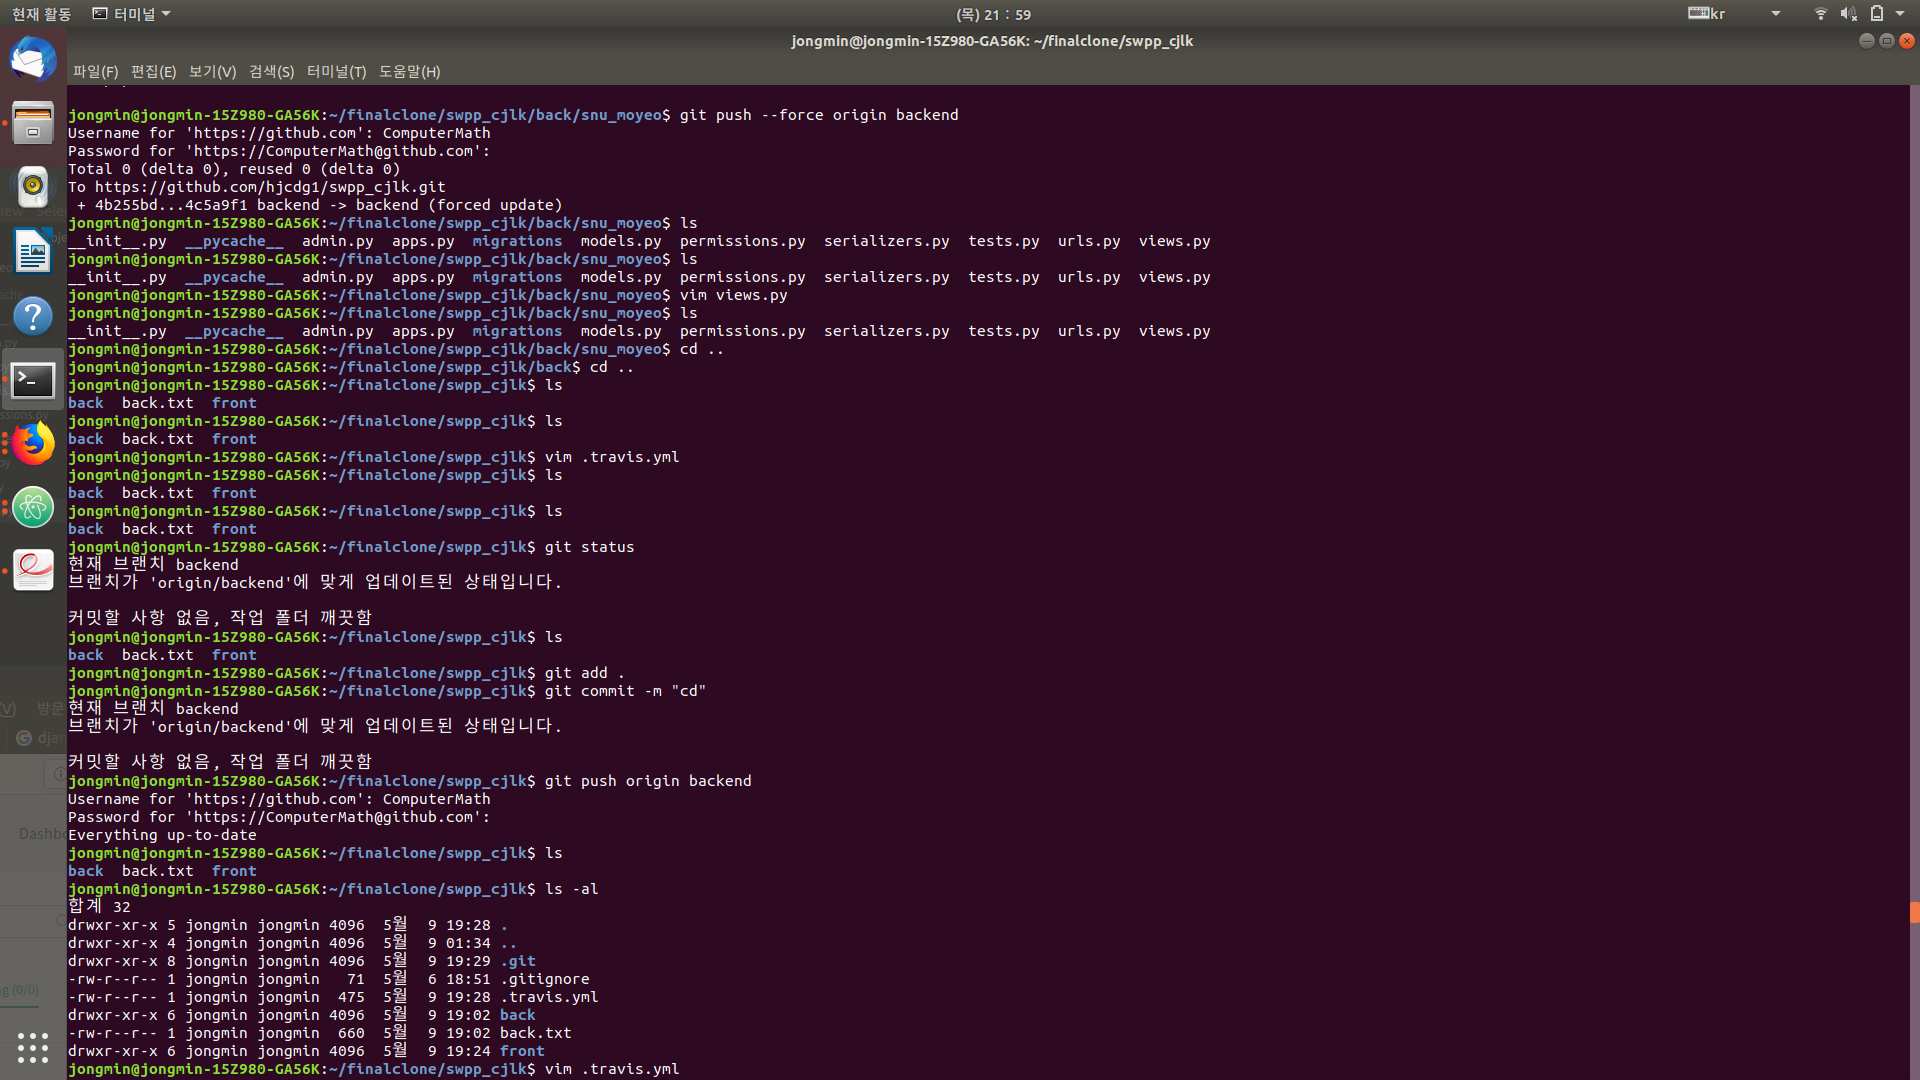 현재 활동 터미널 (목) 21 : 59 kr
jongmin@jongmin-15Z980-GA56K: ~/finalclone/swpp_cjlk
파일(F) 편집(E) 보기(V) 검색(S) 터미널(T) 도움말(H)
jongmin@jongmin-15Z980-GA56K:~/finalclone/swpp_cjlk/back/snu_moyeo$ git push --force origin backend
Username for 'https://github.com': ComputerMath
Password for 'https://ComputerMath@github.com':
Total 0 (delta 0), reused 0 (delta 0)
To https://github.com/hjcdg1/swpp_cjlk.git
 + 4b255bd...4c5a9f1 backend -> backend (forced update)
jongmin@jongmin-15Z980-GA56K:~/finalclone/swpp_cjlk/back/snu_moyeo$ ls
__init__.py  __pycache__  admin.py  apps.py  migrations  models.py  permissions.py  serializers.py  tests.py  urls.py  views.py
jongmin@jongmin-15Z980-GA56K:~/finalclone/swpp_cjlk/back/snu_moyeo$ ls
__init__.py  __pycache__  admin.py  apps.py  migrations  models.py  permissions.py  serializers.py  tests.py  urls.py  views.py
jongmin@jongmin-15Z980-GA56K:~/finalclone/swpp_cjlk/back/snu_moyeo$ vim views.py
jongmin@jongmin-15Z980-GA56K:~/finalclone/swpp_cjlk/back/snu_moyeo$ ls
__init__.py  __pycache__  admin.py  apps.py  migrations  models.py  permissions.py  serializers.py  tests.py  urls.py  views.py
jongmin@jongmin-15Z980-GA56K:~/finalclone/swpp_cjlk/back/snu_moyeo$ cd ..
jongmin@jongmin-15Z980-GA56K:~/finalclone/swpp_cjlk/back$ cd ..
jongmin@jongmin-15Z980-GA56K:~/finalclone/swpp_cjlk$ ls
back  back.txt  front
jongmin@jongmin-15Z980-GA56K:~/finalclone/swpp_cjlk$ ls
back  back.txt  front
jongmin@jongmin-15Z980-GA56K:~/finalclone/swpp_cjlk$ vim .travis.yml
jongmin@jongmin-15Z980-GA56K:~/finalclone/swpp_cjlk$ ls
back  back.txt  front
jongmin@jongmin-15Z980-GA56K:~/finalclone/swpp_cjlk$ ls
back  back.txt  front
jongmin@jongmin-15Z980-GA56K:~/finalclone/swpp_cjlk$ git status
현재 브랜치 backend
브랜치가 'origin/backend'에 맞게 업데이트된 상태입니다.
커밋할 사항 없음, 작업 폴더 깨끗함
jongmin@jongmin-15Z980-GA56K:~/finalclone/swpp_cjlk$ ls
back  back.txt  front
jongmin@jongmin-15Z980-GA56K:~/finalclone/swpp_cjlk$ git add .
jongmin@jongmin-15Z980-GA56K:~/finalclone/swpp_cjlk$ git commit -m "cd"
현재 브랜치 backend
브랜치가 'origin/backend'에 맞게 업데이트된 상태입니다.
커밋할 사항 없음, 작업 폴더 깨끗함
jongmin@jongmin-15Z980-GA56K:~/finalclone/swpp_cjlk$ git push origin backend
Username for 'https://github.com': ComputerMath
Password for 'https://ComputerMath@github.com':
Everything up-to-date
jongmin@jongmin-15Z980-GA56K:~/finalclone/swpp_cjlk$ ls
back  back.txt  front
jongmin@jongmin-15Z980-GA56K:~/finalclone/swpp_cjlk$ ls -al
합계 32
drwxr-xr-x 5 jongmin jongmin 4096  5월  9 19:28 .
drwxr-xr-x 4 jongmin jongmin 4096  5월  9 01:34 ..
drwxr-xr-x 8 jongmin jongmin 4096  5월  9 19:29 .git
-rw-r--r-- 1 jongmin jongmin   71  5월  6 18:51 .gitignore
-rw-r--r-- 1 jongmin jongmin  475  5월  9 19:28 .travis.yml
drwxr-xr-x 6 jongmin jongmin 4096  5월  9 19:02 back
-rw-r--r-- 1 jongmin jongmin  660  5월  9 19:02 back.txt
drwxr-xr-x 6 jongmin jongmin 4096  5월  9 19:24 front
jongmin@jongmin-15Z980-GA56K:~/finalclone/swpp_cjlk$ vim .travis.yml